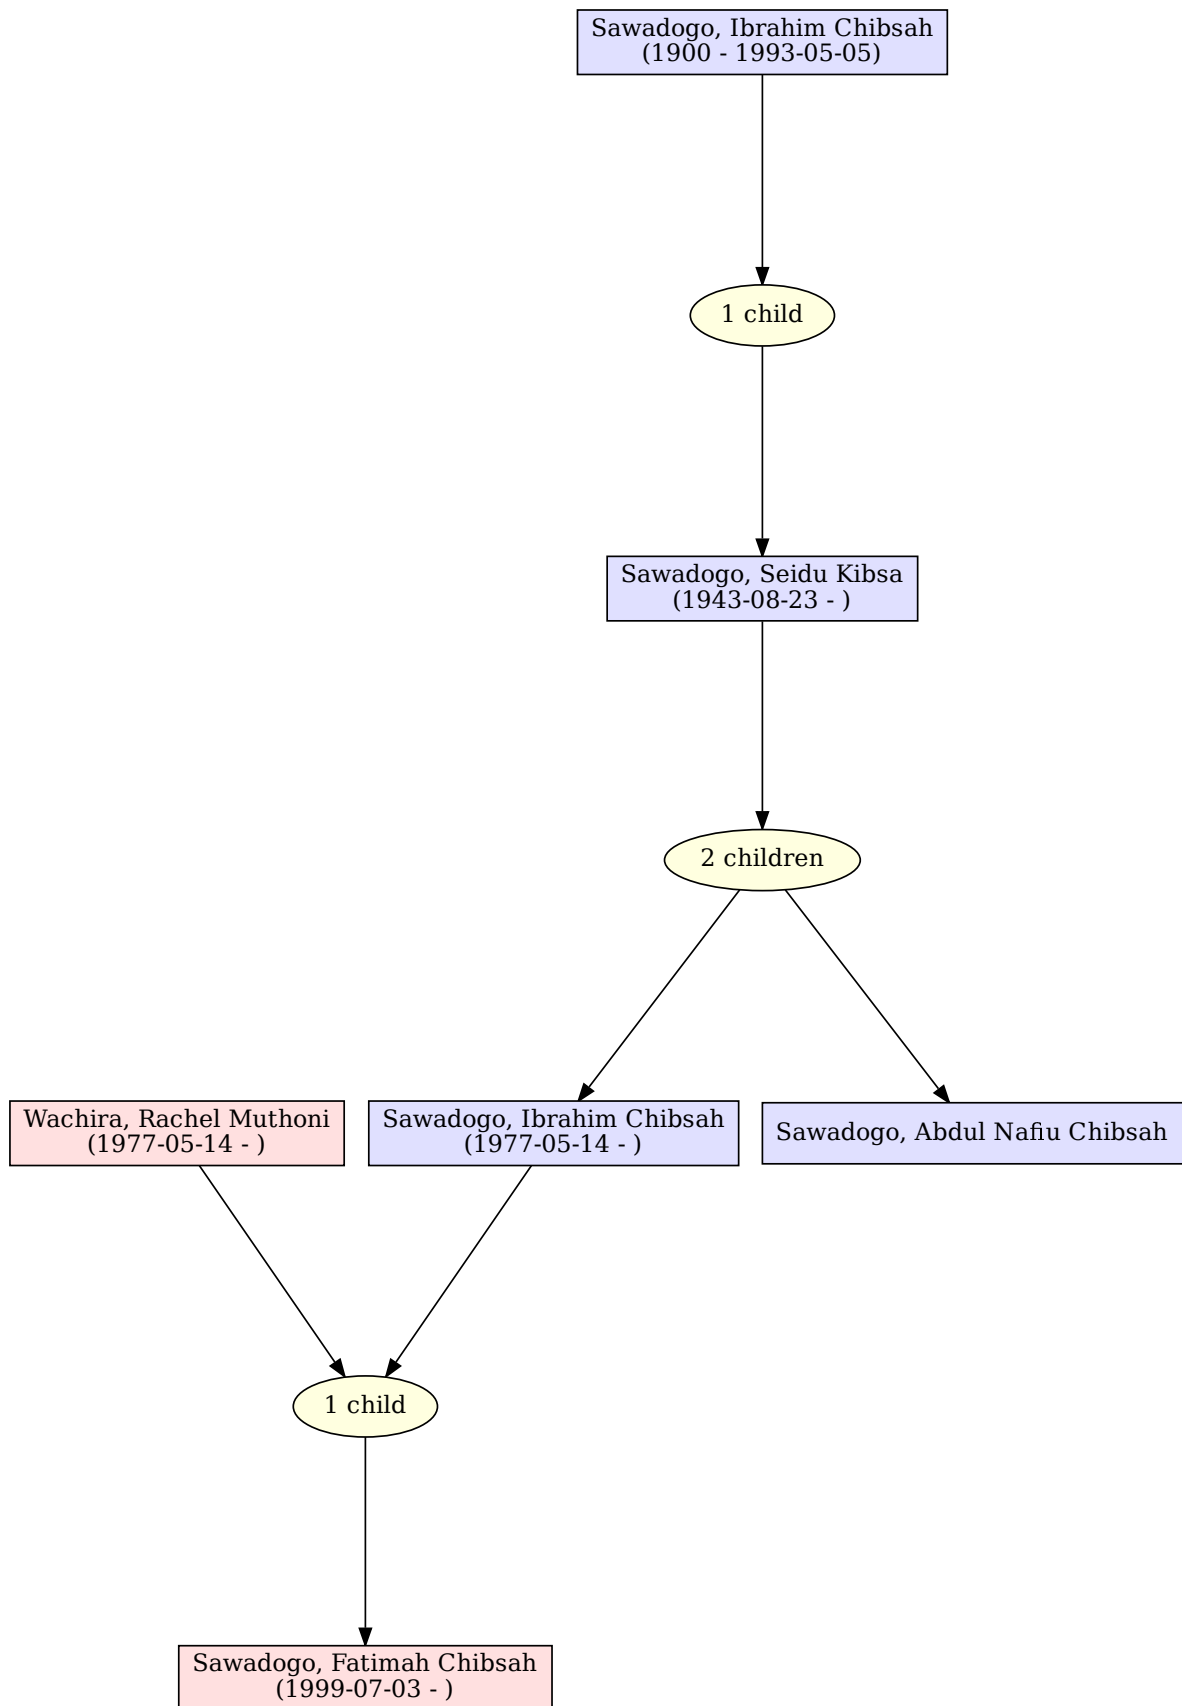 Sawadogo, Ibrahim Chibsah
(1900 - 1993-05-05)
1 child
Sawadogo, Seidu Kibsa
(1943-08-23 - )
2 children
Wachira, Rachel Muthoni
(1977-05-14 - )
Sawadogo, Ibrahim Chibsah
(1977-05-14 - )
Sawadogo, Abdul Nafiu Chibsah
1 child
Sawadogo, Fatimah Chibsah
(1999-07-03 - )